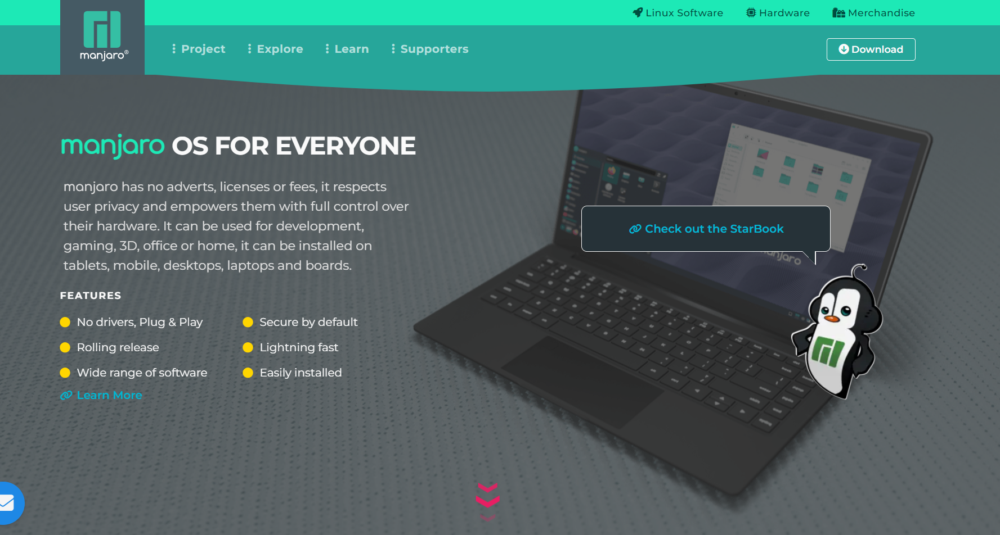 Linux Software
Hardware
Merchandise
manjaro®
Project
Explore
Learn
Supporters
Download
manjaro OS FOR EVERYONE
manjaro has no adverts, licenses or fees, it respects
user privacy and empowers them with full control over
their hardware. It can be used for development,
gaming, 3D, office or home, it can be installed on
tablets, mobile, desktops, laptops and boards.
Check out the StarBook
manjaro
FEATURES
No drivers, Plug & Play
Secure by default
Rolling release
Lightning fast
Wide range of software
Easily installed
Learn More